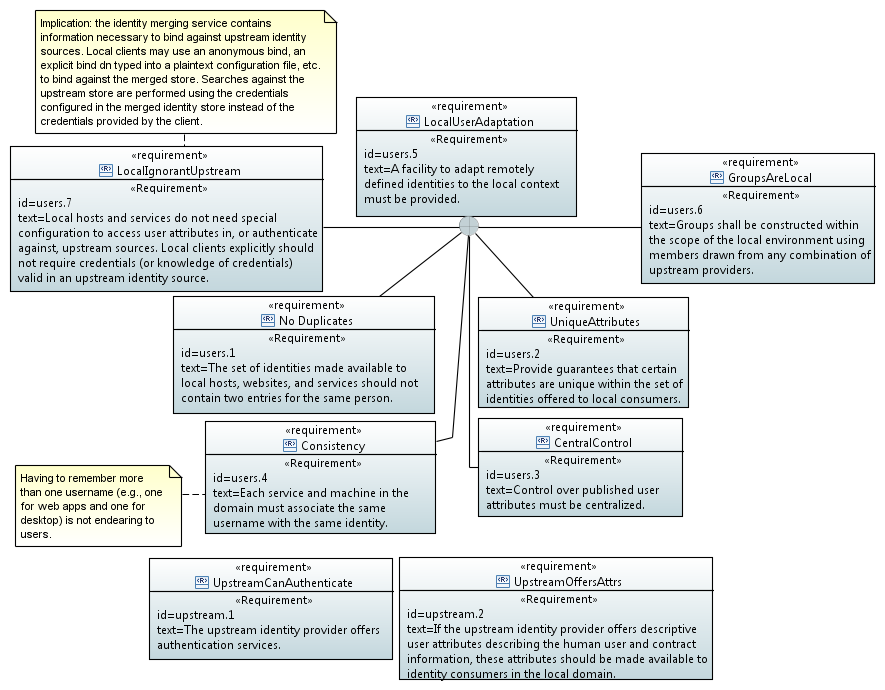 Implication: the identity merging service contains
information necessary to bind against upstream identity
sources. Local clients may use an anonymous bind, an
explicit bind dn typed into a plaintext configuration file, etc.
to bind against the merged store. Searches against the
upstream store are performed using the credentials
configured in the merged identity store instead of the
credentials provided by the client.
«requirement»
LocalUserAdaptation
«Requirement»
id=users.5
text=A facility to adapt remotely
defined identities to the local context
must be provided.
«requirement»
LocalIgnorantUpstream
«Requirement»
id=users.7
text=Local hosts and services do not need special
configuration to access user attributes in, or authenticate
against, upstream sources. Local clients explicitly should
not require credentials (or knowledge of credentials)
valid in an upstream identity source.
«requirement»
GroupsAreLocal
«Requirement»
id=users.6
text=Groups shall be constructed within
the scope of the local environment using
members drawn from any combination of
upstream providers.
«requirement»
No Duplicates
«Requirement»
id=users.1
text=The set of identities made available to
local hosts, websites, and services should not
contain two entries for the same person.
«requirement»
UniqueAttributes
«Requirement»
id=users.2
text=Provide guarantees that certain
attributes are unique within the set of
identities offered to local consumers.
«requirement»
Consistency
«Requirement»
id=users.4
text=Each service and machine in the
domain must associate the same
username with the same identity.
«requirement»
CentralControl
«Requirement»
id=users.3
text=Control over published user
attributes must be centralized.
Having to remember more
than one username (e.g., one
for web apps and one for
desktop) is not endearing to
users.
«requirement»
UpstreamCanAuthenticate
«Requirement»
id=upstream.1
text=The upstream identity provider offers
authentication services.
«requirement»
UpstreamOffersAttrs
«Requirement»
id=upstream.2
text=If the upstream identity provider offers descriptive
user attributes describing the human user and contract
information, these attributes should be made available to
identity consumers in the local domain.